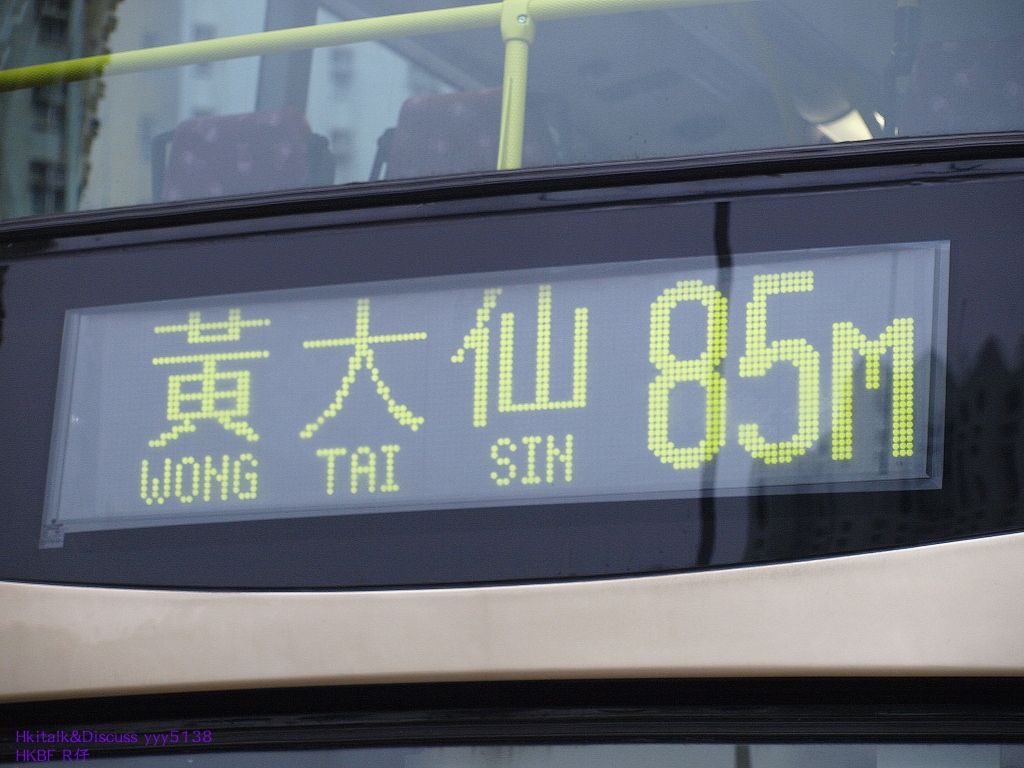 黃大仙 85M
WONG TAI SIN
Hkitalk&Discuss yyy5138
HKBF R仔